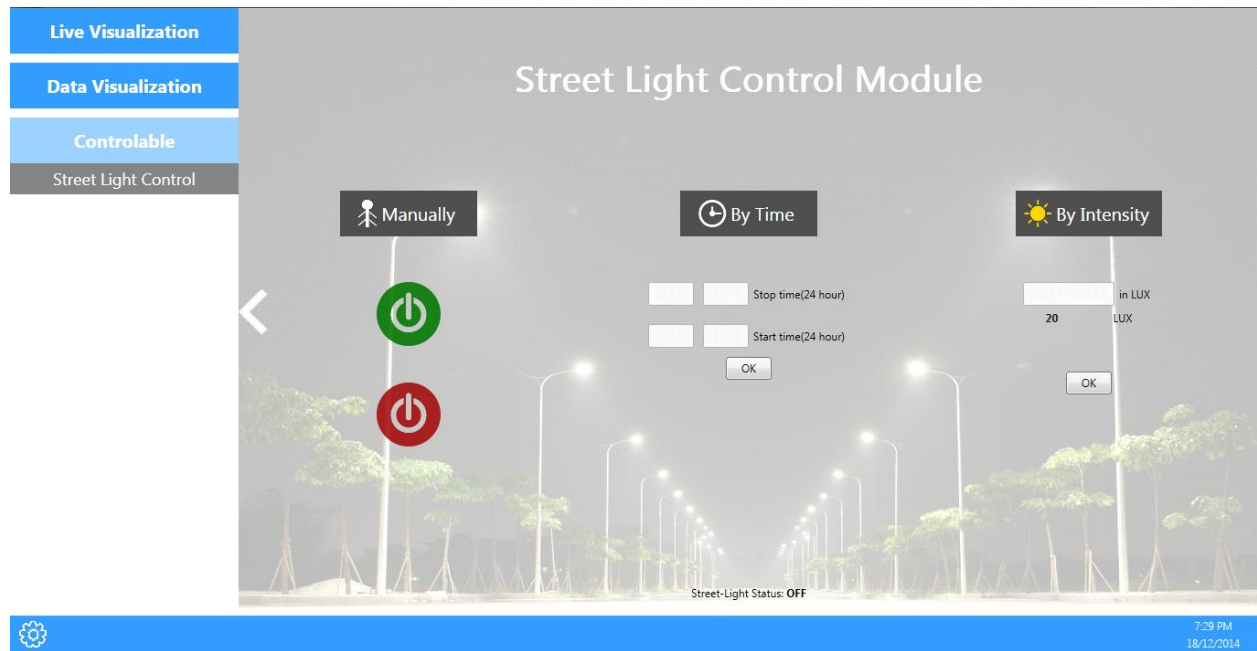 Live Visualization
Data Visualization
Controlable
Street Light Control
Street Light Control Module
Manually
By Time
Stop time(24 hour)
Start time(24 hour)
OK
By Intensity
in LUX
20 LUX
OK
Street-Light Status: OFF
7:29 PM
18/12/2014